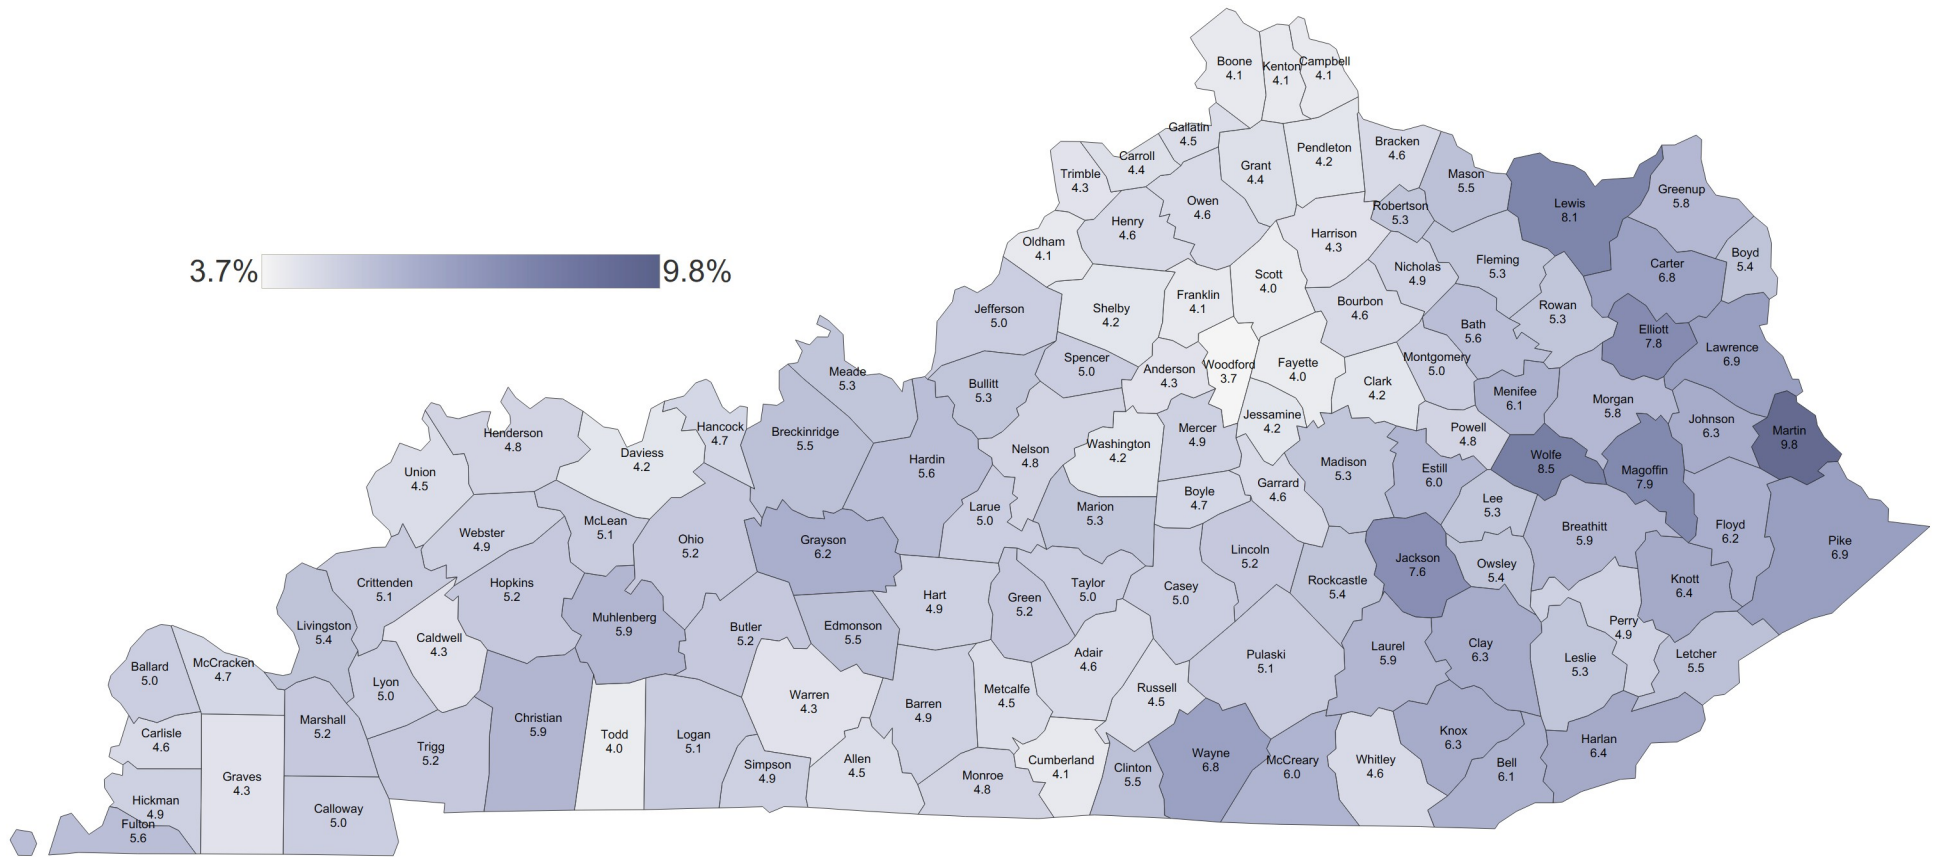 Boone
4.1
Kenton
4.1
Campbell
4.1
Gallatin
4.5
Carroll
4.4
Trimble
4.3
Grant
4.4
Pendleton
4.2
Bracken
4.6
Mason
5.5
Lewis
8.1
Greenup
5.8
Owen
4.6
Henry
4.6
Robertson
5.3
Harrison
4.3
Oldham
4.1
3.7%
9.8%
Scott
4.0
Nicholas
4.9
Fleming
5.3
Carter
6.8
Boyd
5.4
Jefferson
5.0
Shelby
4.2
Franklin
4.1
Bourbon
4.6
Bath
5.6
Rowan
5.3
Elliott
7.8
Lawrence
6.9
Meade
5.3
Bullitt
5.3
Spencer
5.0
Anderson
4.3
Woodford
3.7
Fayette
4.0
Clark
4.2
Montgomery
5.0
Menifee
6.1
Morgan
5.8
Johnson
6.3
Martin
9.8
Henderson
4.8
Daviess
4.2
Hancock
4.7
Breckinridge
5.5
Hardin
5.6
Nelson
4.8
Washington
4.2
Mercer
4.9
Jessamine
4.2
Madison
5.3
Estill
6.0
Powell
4.8
Wolfe
8.5
Magoffin
7.9
Union
4.5
Webster
4.9
McLean
5.1
Ohio
5.2
Grayson
6.2
Larue
5.0
Marion
5.3
Boyle
4.7
Garrard
4.6
Lee
5.3
Breathitt
5.9
Floyd
6.2
Pike
6.9
Crittenden
5.1
Hopkins
5.2
Muhlenberg
5.9
Butler
5.2
Edmonson
5.5
Hart
4.9
Green
5.2
Taylor
5.0
Casey
5.0
Lincoln
5.2
Rockcastle
5.4
Jackson
7.6
Owsley
5.4
Knott
6.4
Livingston
5.4
Caldwell
4.3
Perry
4.9
Ballard
5.0
McCracken
4.7
Lyon
5.0
Warren
4.3
Barren
4.9
Metcalfe
4.5
Adair
4.6
Russell
4.5
Pulaski
5.1
Laurel
5.9
Clay
6.3
Leslie
5.3
Letcher
5.5
Carlisle
4.6
Marshall
5.2
Trigg
5.2
Christian
5.9
Todd
4.0
Logan
5.1
Simpson
4.9
Allen
4.5
Monroe
4.8
Cumberland
4.1
Clinton
5.5
Wayne
6.8
McCreary
6.0
Whitley
4.6
Knox
6.3
Bell
6.1
Harlan
6.4
Graves
4.3
Hickman
4.9
Fulton
5.6
Calloway
5.0